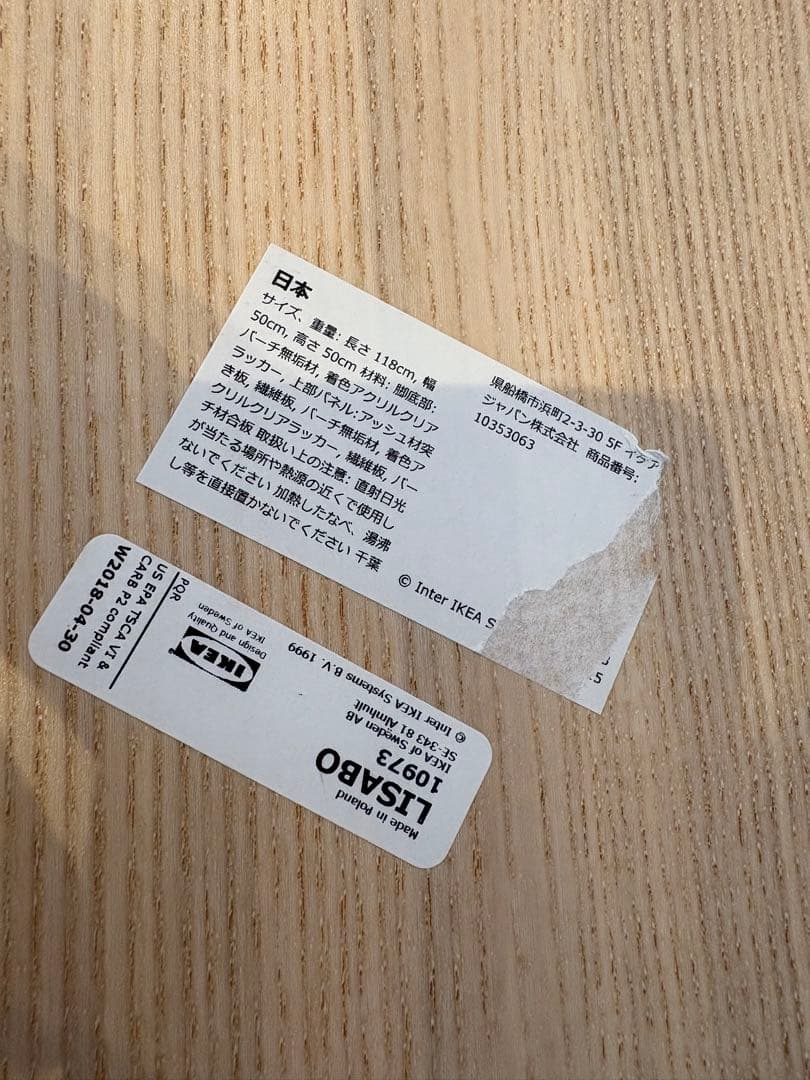 日本
サイズ、重量: 長さ 118cm, 幅
50cm, 高さ 50cm 材料: 脚底部:
バーチ無垢材, 着色アクリルクリア
ラッカー, 上部パネル:アッシュ材突
き板, 繊維板, バーチ無垢材, 着色ア
クリルクリアラッカー, 繊維板, バー
チ材合板 取扱い上の注意: 直射日光
が当たる場所や熱源の近くで使用し
ないでください 加熱したなべ、湯沸
し等を直接置かないでください 千葉
県船橋市浜町2-3-30 5F イケア
ジャパン株式会社 商品番号:
10353063
© Inter IKEA S
.5
Made in Poland
LISABO
10973
IKEA of Sweden AB
SE-343 81 Älmhult
© Inter IKEA Systems B.V. 1999
IKEA
Design and Quality
IKEA of Sweden
PQR
US EPA TSCA VI &
CARB P2 compliant
W2018-04-30